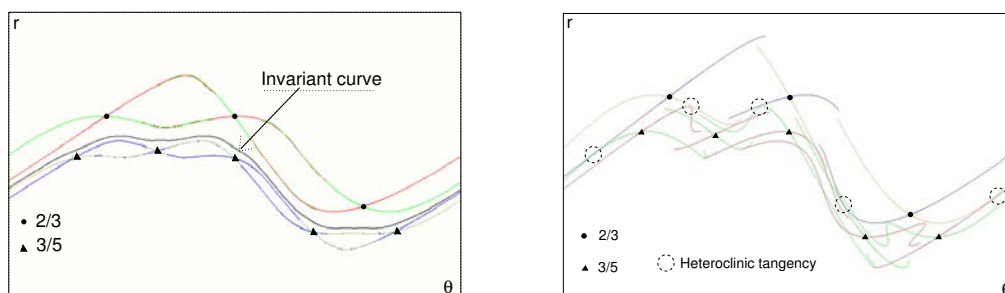 r
Invariant curve
2/3
3/5
θ
r
2/3
3/5
Heteroclinic tangency